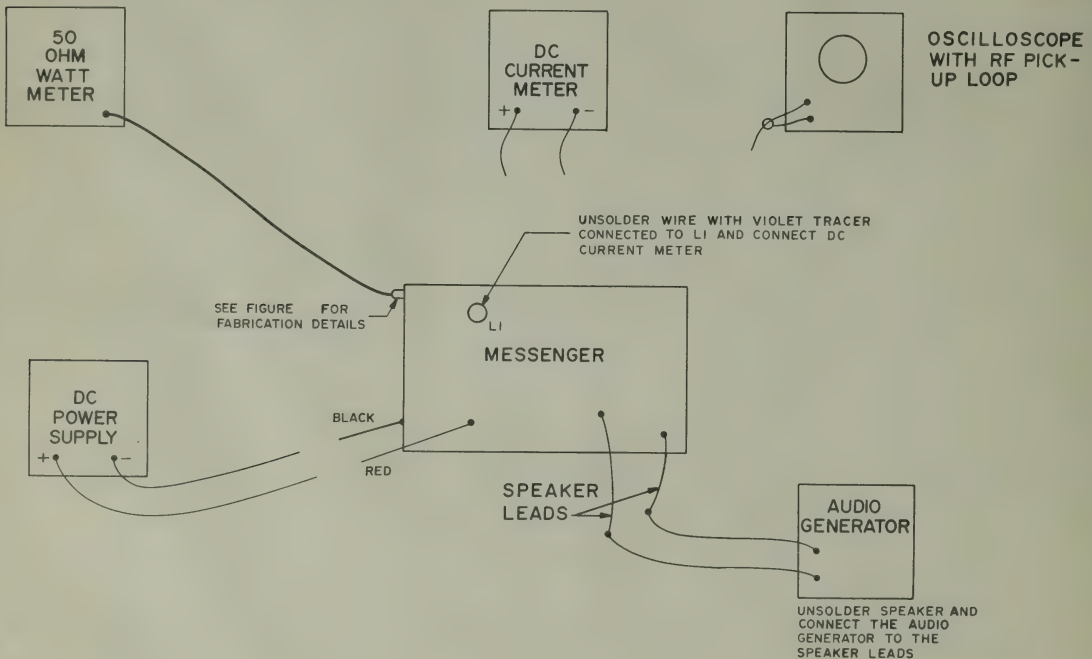 50
OHM
WATT
METER
DC
CURRENT
METER
+ -
OSCILLOSCOPE
WITH RF PICK-
UP LOOP
UNSOLDER WIRE WITH VIOLET TRACER
CONNECTED TO L1 AND CONNECT DC
CURRENT METER
SEE FIGURE FOR
FABRICATION DETAILS
L1
MESSENGER
DC
POWER
SUPPLY
+ -
BLACK
RED
SPEAKER
LEADS
AUDIO
GENERATOR
UNSOLDER SPEAKER AND
CONNECT THE AUDIO
GENERATOR TO THE
SPEAKER LEADS